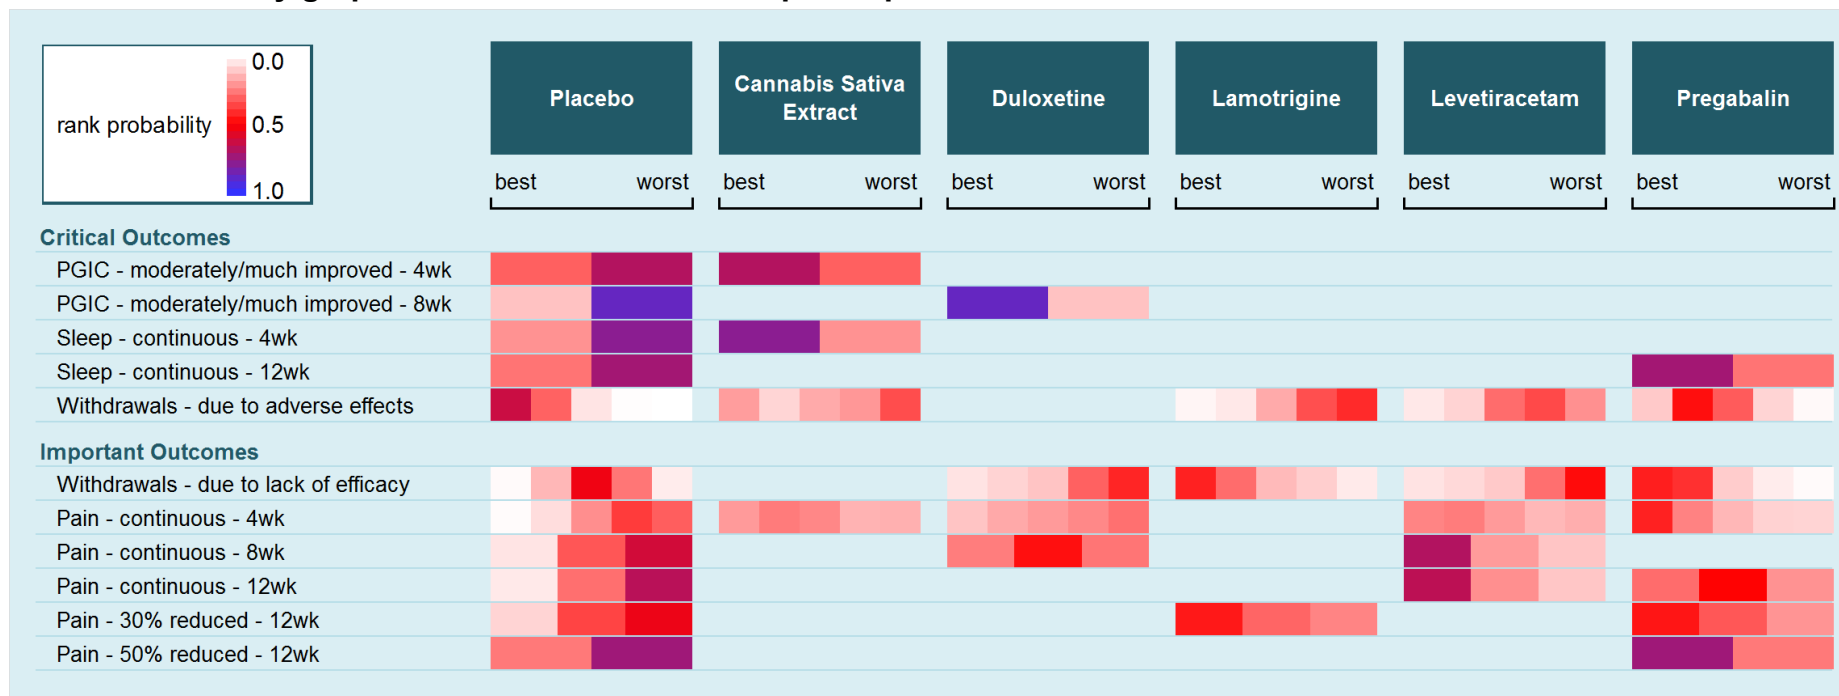 0.0
rank probability
0.5
1.0
Placebo
Cannabis Sativa
Extract
Duloxetine
Lamotrigine
Levetiracetam
Pregabalin
best worst best worst best worst best worst best worst best worst
Critical Outcomes
PGIC - moderately/much improved - 4wk
PGIC - moderately/much improved - 8wk
Sleep - continuous - 4wk
Sleep - continuous - 12wk
Withdrawals - due to adverse effects
Important Outcomes
Withdrawals - due to lack of efficacy
Pain - continuous - 4wk
Pain - continuous - 8wk
Pain - continuous - 12wk
Pain - 30% reduced - 12wk
Pain - 50% reduced - 12wk